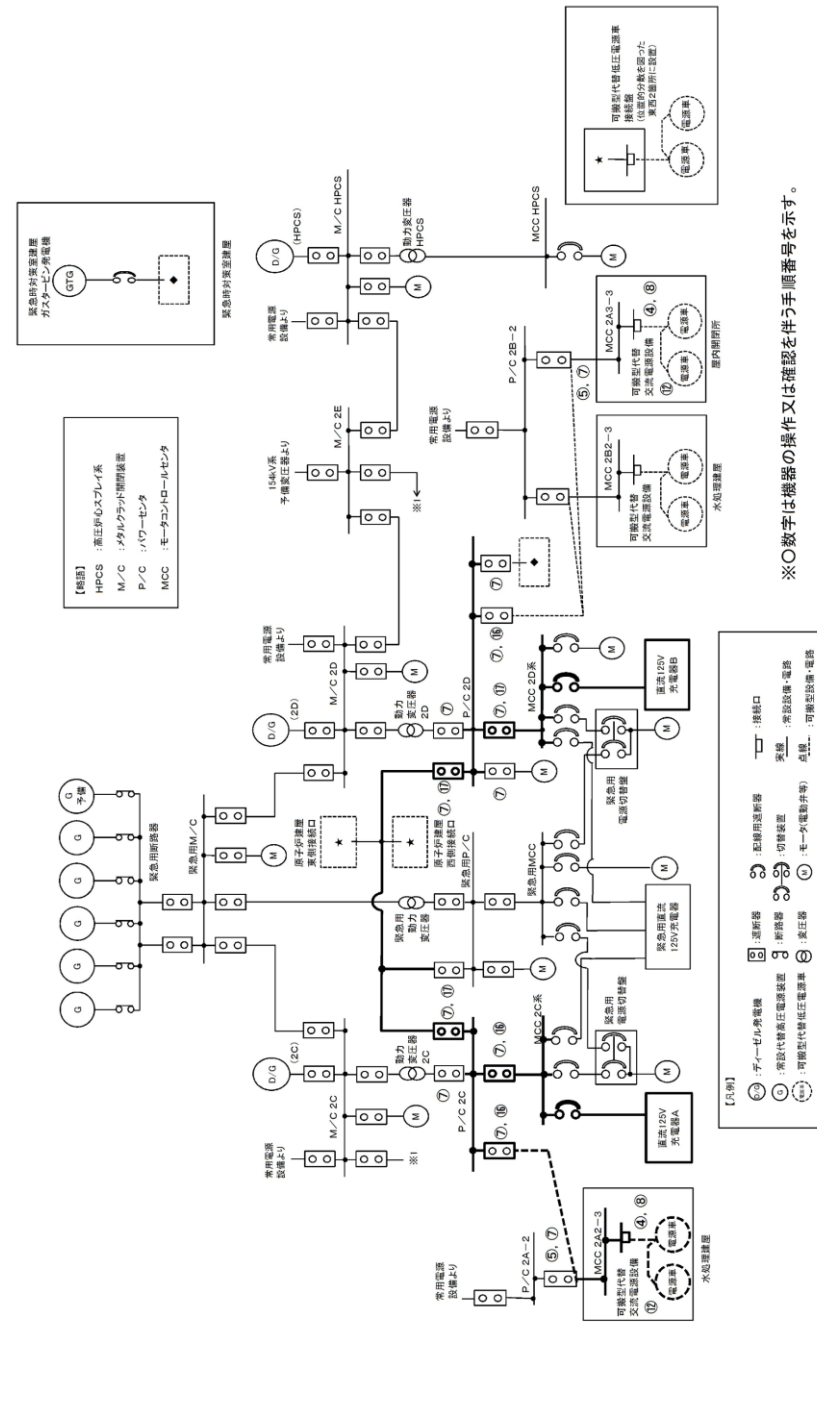 緊急時対策室建屋
ガスタービン発電機
GTG
◆
緊急時対策室建屋
【略語】
HPCS ：高圧炉心スプレイ系
M／C ：メタルクラッド開閉装置
P／C ：パワーセンタ
MCC ：モータコントロールセンタ
G
G
G
G
G
G
予備
緊急用断路器
緊急用M／C
M
常用電源
設備より
D/G
(2C)
M／C 2C
※1
M
動力
変圧器
2C
⑦
P／C 2C
⑦, ⑯
⑦, ⑯
⑦, ⑰
MCC 2C系
M
直流125V
充電器A
緊急用
電源切替盤
常用電源
設備より
P／C 2A－2
⑤, ⑦
MCC 2A2－3
④, ⑧
可搬型代替
交流電源設備
⑫
電源車
電源車
水処理建屋
緊急用
動力
変圧器
緊急用P／C
M
緊急用MCC
M
緊急用直流
125V充電器
原子炉建屋
東側接続口
★
原子炉建屋
西側接続口
★
D/G
(2D)
常用電源
設備より
M／C 2D
M
動力
変圧器
2D
⑦
P／C 2D
⑦, ⑰
⑦
M
⑦, ⑰
⑦, ⑯
⑦
◆
MCC 2D系
M
M
直流125V
充電器B
緊急用
電源切替盤
154kV系
予備変圧器より
M／C 2E
※1
D/G
(HPCS)
常用電源
設備より
M／C HPCS
M
動力変圧器
HPCS
MCC HPCS
M
常用電源
設備より
P／C 2B－2
⑤, ⑦
MCC 2B2－3
可搬型代替
交流電源設備
電源車
電源車
水処理建屋
MCC 2A3－3
④, ⑧
可搬型代替
交流電源設備
⑫
電源車
電源車
屋内開閉所
可搬型代替低圧電源車
接続盤
(位置的分散を図った
東西2箇所に設置)
★
電源車
電源車
【凡例】
D/G ：ディーゼル発電機
G ：常設代替高圧電源装置
電源車 ：可搬型代替低圧電源車
：遮断器
：断路器
：変圧器
：配線用遮断器
：切替装置
M ：モータ(電動弁等)
：接続口
実線 ：常設設備・電路
点線 ：可搬型設備・電路
※○数字は機器の操作又は確認を伴う手順番号を示す。